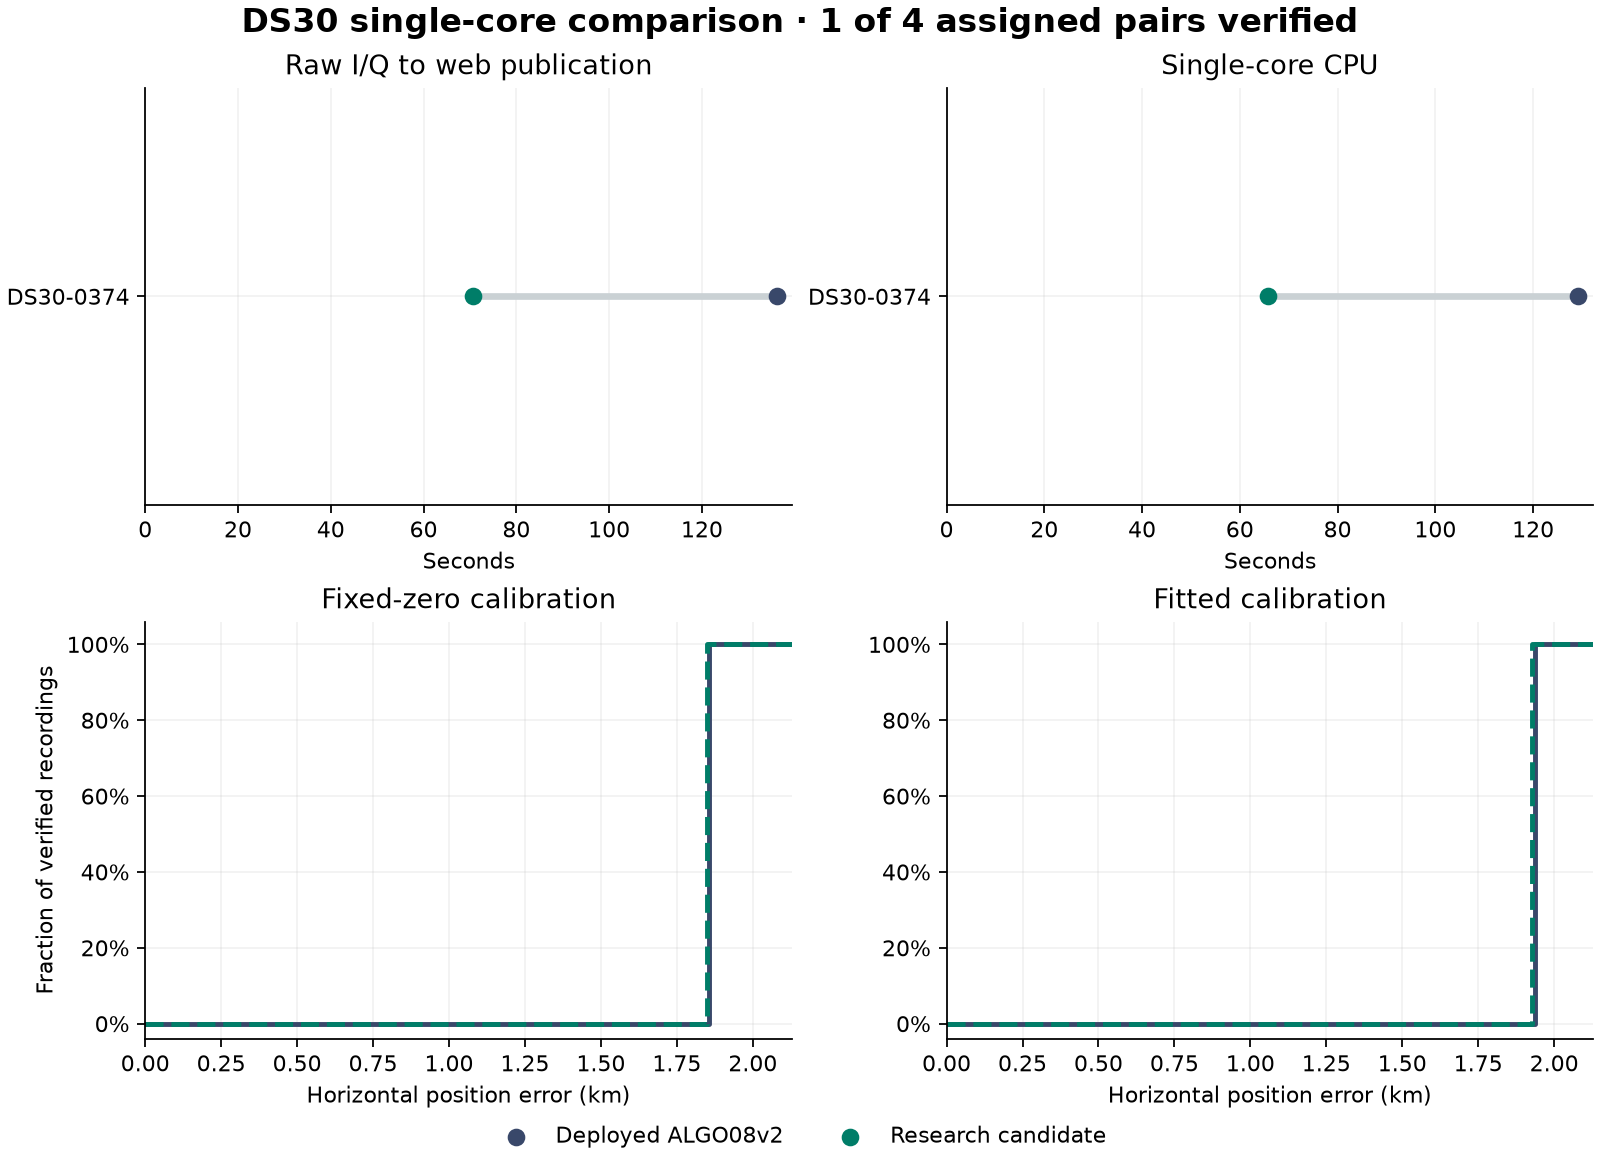 DS30 single-core comparison · 1 of 4 assigned pairs verified
Raw I/Q to web publication
DS30-0374
0 20 40 60 80 100 120
Seconds
Single-core CPU
DS30-0374
0 20 40 60 80 100 120
Seconds
Fixed-zero calibration
Fraction of verified recordings
100%
80%
60%
40%
20%
0%
0.00 0.25 0.50 0.75 1.00 1.25 1.50 1.75 2.00
Horizontal position error (km)
Fitted calibration
100%
80%
60%
40%
20%
0%
0.00 0.25 0.50 0.75 1.00 1.25 1.50 1.75 2.00
Horizontal position error (km)
Deployed ALGO08v2
Research candidate